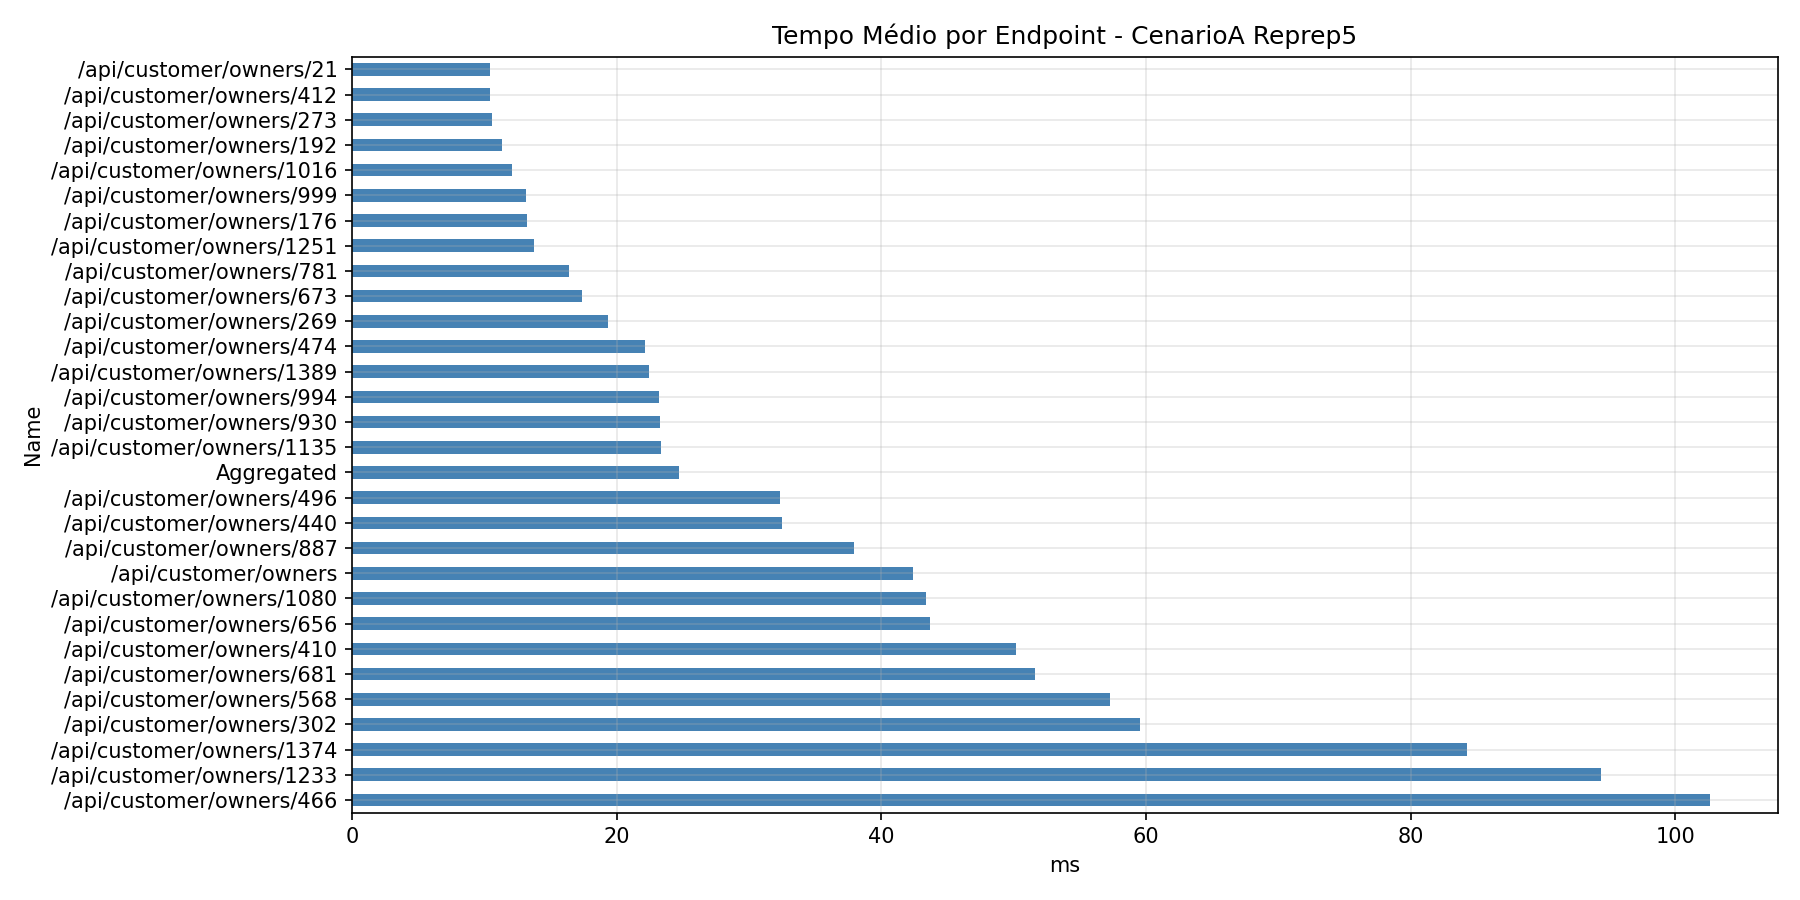 Tempo Médio por Endpoint - CenarioA Reprep5
/api/customer/owners/21
/api/customer/owners/412
/api/customer/owners/273
/api/customer/owners/192
/api/customer/owners/1016
/api/customer/owners/999
/api/customer/owners/176
/api/customer/owners/1251
/api/customer/owners/781
/api/customer/owners/673
/api/customer/owners/269
/api/customer/owners/474
/api/customer/owners/1389
/api/customer/owners/994
/api/customer/owners/930
/api/customer/owners/1135
Aggregated
/api/customer/owners/496
/api/customer/owners/440
/api/customer/owners/887
/api/customer/owners
/api/customer/owners/1080
/api/customer/owners/656
/api/customer/owners/410
/api/customer/owners/681
/api/customer/owners/568
/api/customer/owners/302
/api/customer/owners/1374
/api/customer/owners/1233
/api/customer/owners/466
Name
0 20 40 60 80 100
ms